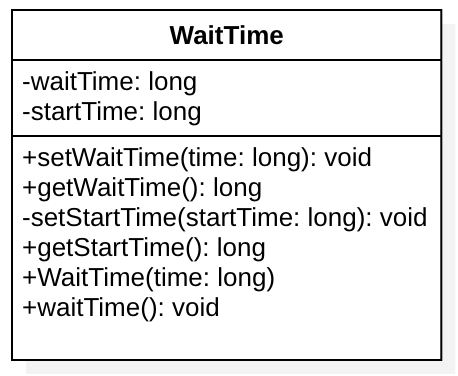 WaitTime
-waitTime: long
-startTime: long
+setWaitTime(time: long): void
+getWaitTime(): long
-setStartTime(startTime: long): void
+getStartTime(): long
+WaitTime(time: long)
+waitTime(): void